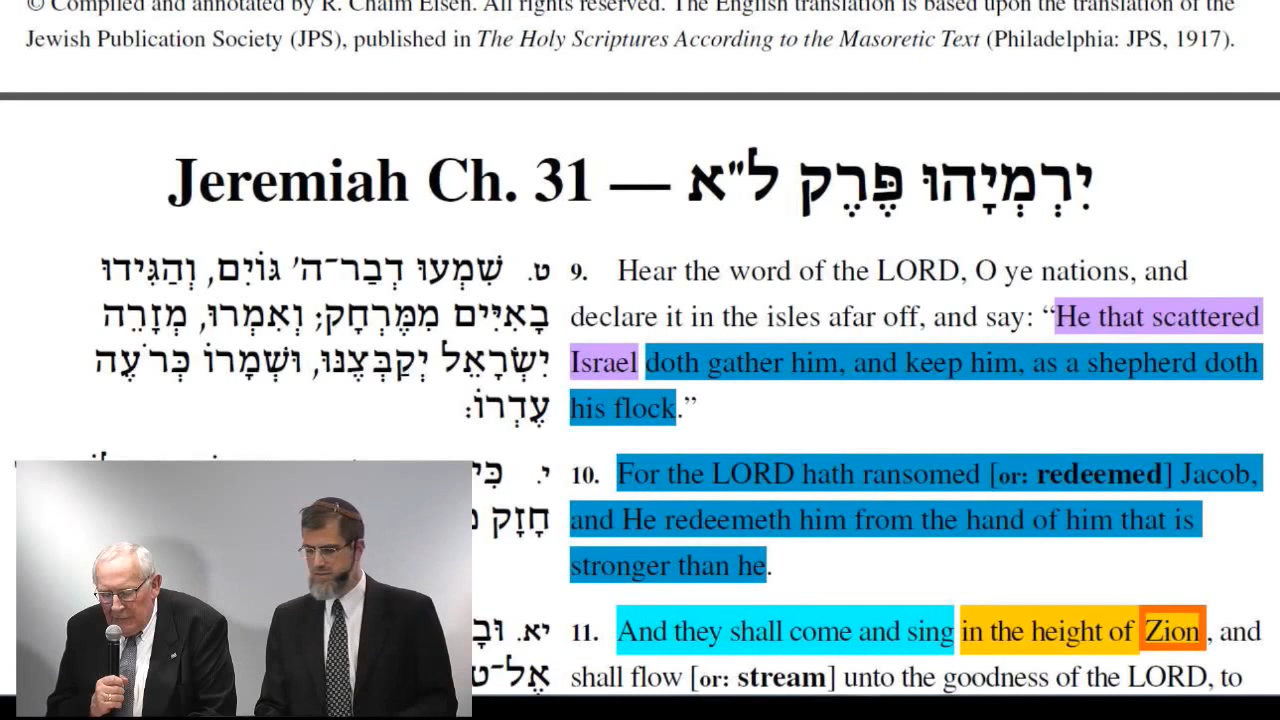 © Compiled and annotated by R. Chaim Eisen. All rights reserved. The English translation is based upon the translation of the
Jewish Publication Society (JPS), published in The Holy Scriptures According to the Masoretic Text (Philadelphia: JPS, 1917).
Jeremiah Ch. 31 — יִרְמְיָהוּ פֶּרֶק ל"א
ט. שִׁמְעוּ דְבַר־ה' גּוֹיִם, וְהַגִּידוּ
בָאִיִּים מִמֶּרְחָק; וְאִמְרוּ, מְזָרֵה
יִשְׂרָאֵל יְקַבְּצֶנּוּ, וּשְׁמָרוֹ כְּרֹעֶה
עֶדְרוֹ:
9. Hear the word of the LORD, O ye nations, and
declare it in the isles afar off, and say: “He that scattered
Israel doth gather him, and keep him, as a shepherd doth
his flock.”
י. כִּי
חָזָק
10. For the LORD hath ransomed [or: redeemed] Jacob,
and He redeemeth him from the hand of him that is
stronger than he.
יא. וּבָ
אֶל־ט
11. And they shall come and sing in the height of Zion, and
shall flow [or: stream] unto the goodness of the LORD, to